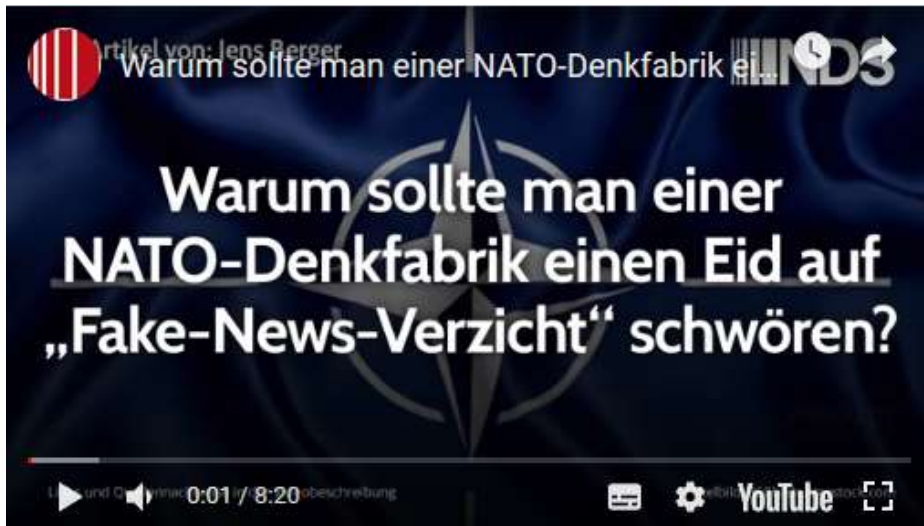 Artikel von: Jens Berger
Warum sollte man einer NATO-Denkfabrik ei...
NDS
Warum sollte man einer
NATO-Denkfabrik einen Eid auf
„Fake-News-Verzicht“ schwören?
0:01 / 8:20
YouTube